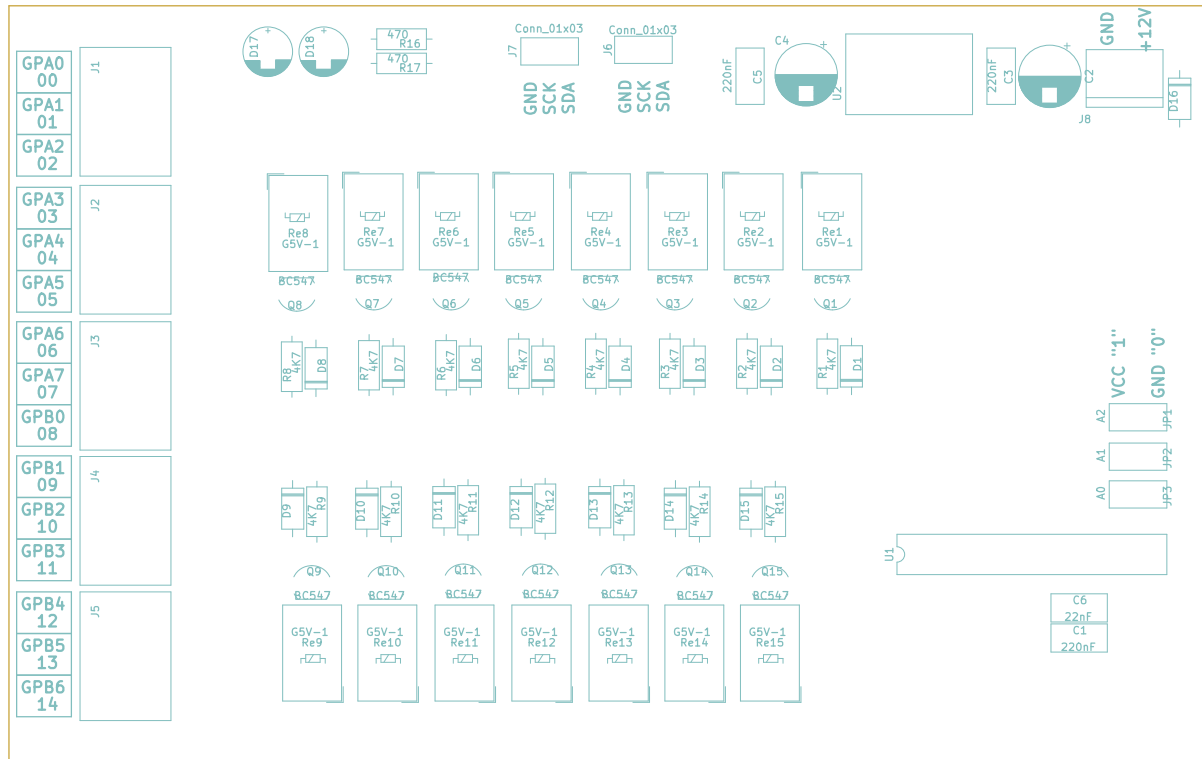 GPA0
00
GPA1
01
GPA2
02
J1
GPA3
03
GPA4
04
GPA5
05
J2
GPA6
06
GPA7
07
GPB0
08
J3
GPB1
09
GPB2
10
GPB3
11
J4
GPB4
12
GPB5
13
GPB6
14
J5
D17
+
D18
+
470
R16
470
R17
Conn_01x03
J7
GND
SCK
SDA
Conn_01x03
J6
GND
SCK
SDA
220nF
C5
C4
+
U2
220nF
C3
+
C2
GND
+12V
J8
D16
Re8
G5V-1
Re7
G5V-1
Re6
G5V-1
Re5
G5V-1
Re4
G5V-1
Re3
G5V-1
Re2
G5V-1
Re1
G5V-1
BC547
Q8
BC547
Q7
BC547
Q6
BC547
Q5
BC547
Q4
BC547
Q3
BC547
Q2
BC547
Q1
R8
4K7
D8
R7
4K7
D7
R6
4K7
D6
R5
4K7
D5
R4
4K7
D4
R3
4K7
D3
R2
4K7
D2
R1
4K7
D1
VCC "1"
GND "0"
A2
JP1
A1
JP2
A0
JP3
D9
4K7
R9
D10
4K7
R10
D11
4K7
R11
D12
4K7
R12
D13
4K7
R13
D14
4K7
R14
D15
4K7
R15
U1
Q9
BC547
Q10
BC547
Q11
BC547
Q12
BC547
Q13
BC547
Q14
BC547
Q15
BC547
G5V-1
Re9
G5V-1
Re10
G5V-1
Re11
G5V-1
Re12
G5V-1
Re13
G5V-1
Re14
G5V-1
Re15
C6
22nF
C1
220nF